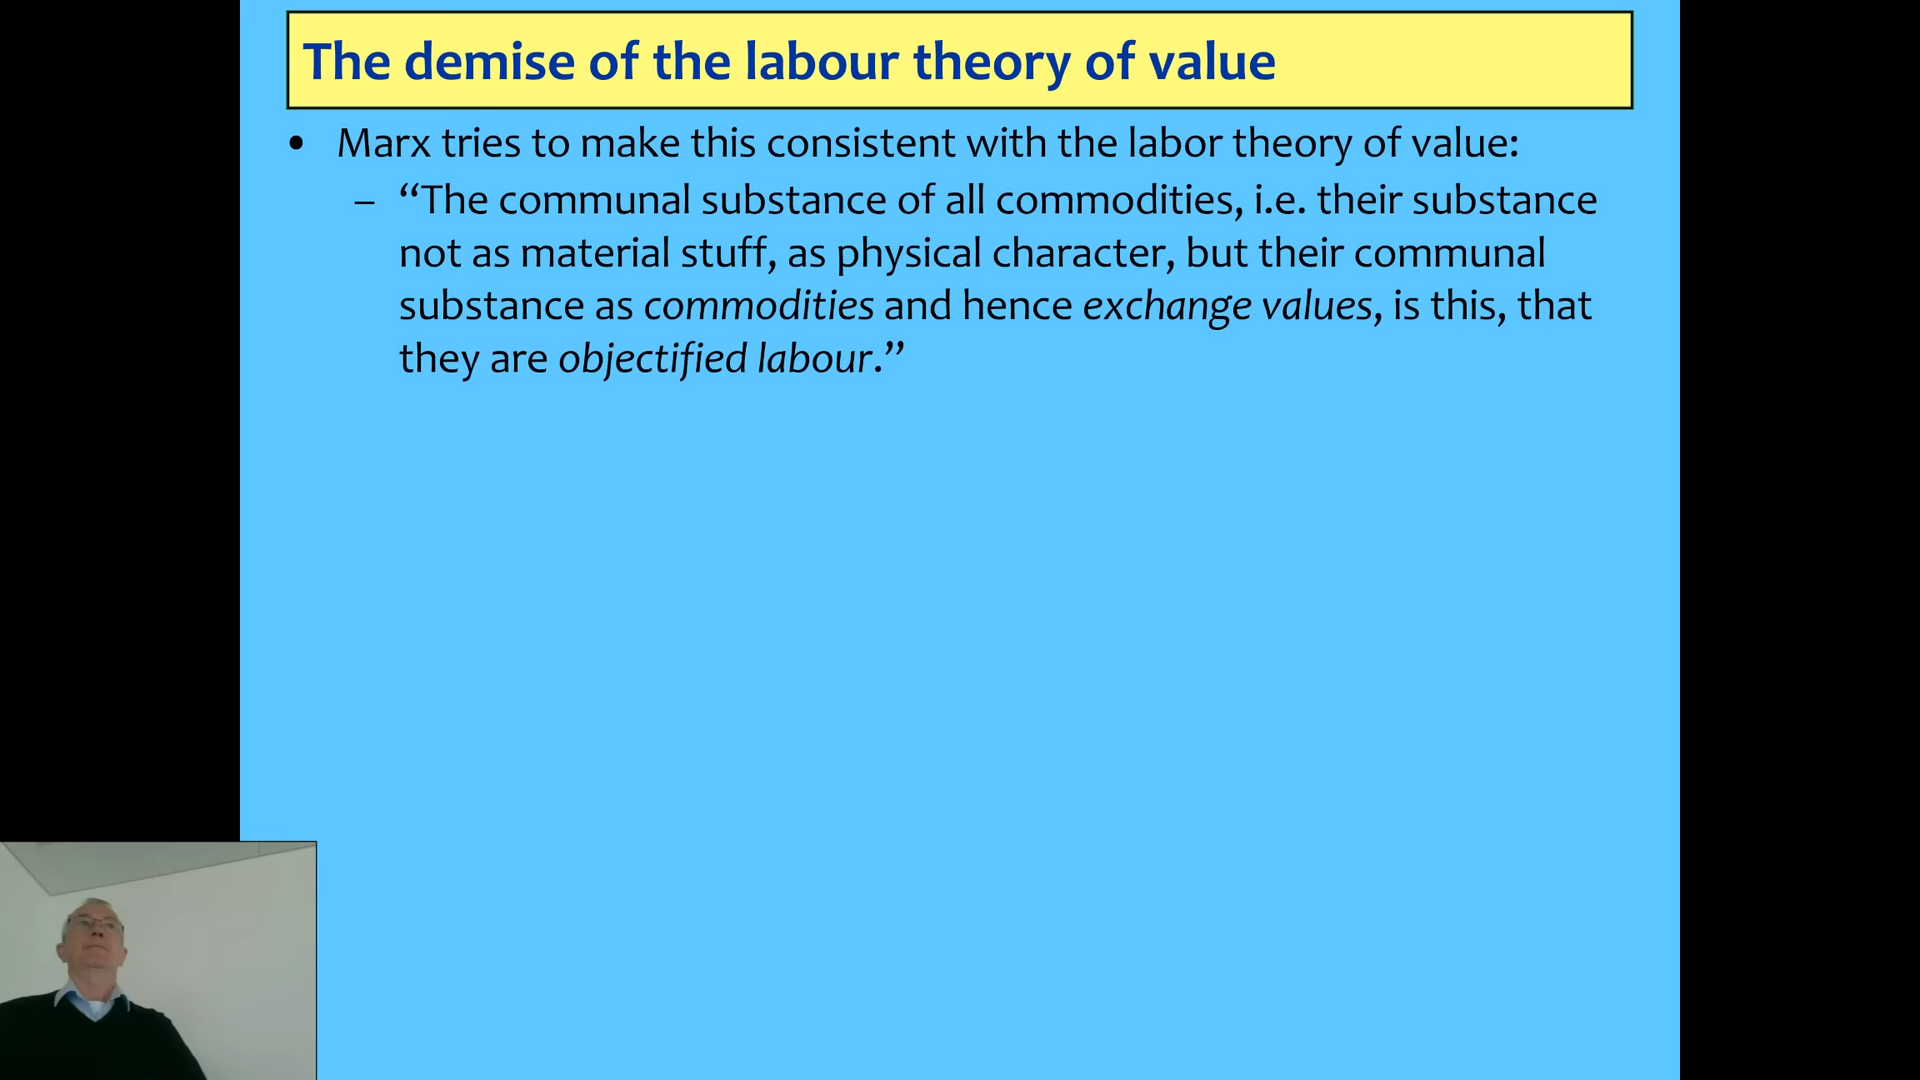 The demise of the labour theory of value
• Marx tries to make this consistent with the labor theory of value:
– “The communal substance of all commodities, i.e. their substance
not as material stuff, as physical character, but their communal
substance as commodities and hence exchange values, is this, that
they are objectified labour.”